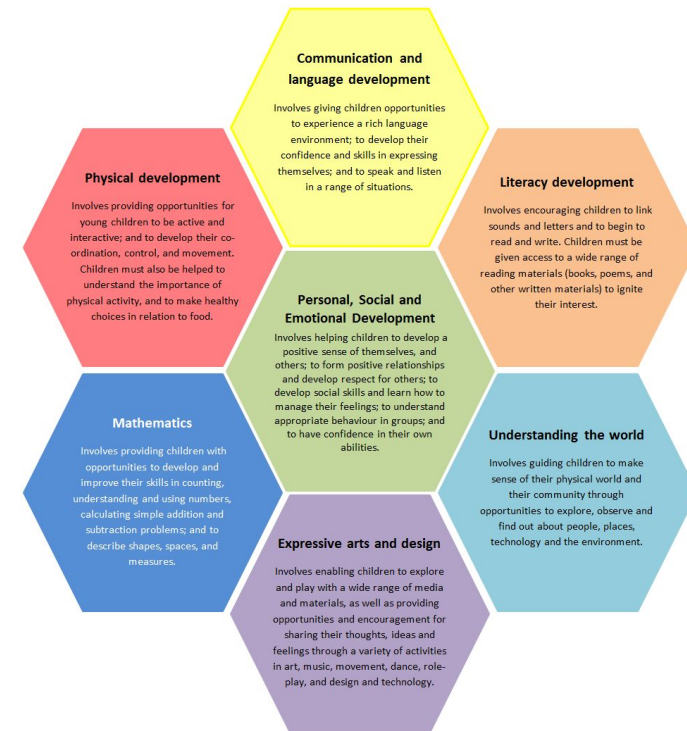 Communication and
language development
Involves giving children opportunities
to experience a rich language
environment; to develop their
confidence and skills in expressing
themselves; and to speak and listen
in a range of situations.
Physical development
Involves providing opportunities for
young children to be active and
interactive; and to develop their co-
ordination, control, and movement.
Children must also be helped to
understand the importance of
physical activity, and to make healthy
choices in relation to food.
Literacy development
Involves encouraging children to link
sounds and letters and to begin to
read and write. Children must be
given access to a wide range of
reading materials (books, poems, and
other written materials) to ignite
their interest.
Personal, Social and
Emotional Development
Involves helping children to develop a
positive sense of themselves, and
others; to form positive relationships
and develop respect for others; to
develop social skills and learn how to
manage their feelings; to understand
appropriate behaviour in groups; and
to have confidence in their own
abilities.
Mathematics
Involves providing children with
opportunities to develop and
improve their skills in counting,
understanding and using numbers,
calculating simple addition and
subtraction problems; and to
describe shapes, spaces, and
measures.
Understanding the world
Involves guiding children to make
sense of their physical world and
their community through
opportunities to explore, observe and
find out about people, places,
technology and the environment.
Expressive arts and design
Involves enabling children to explore
and play with a wide range of media
and materials, as well as providing
opportunities and encouragement for
sharing their thoughts, ideas and
feelings through a variety of activities
in art, music, movement, dance, role-
play, and design and technology.